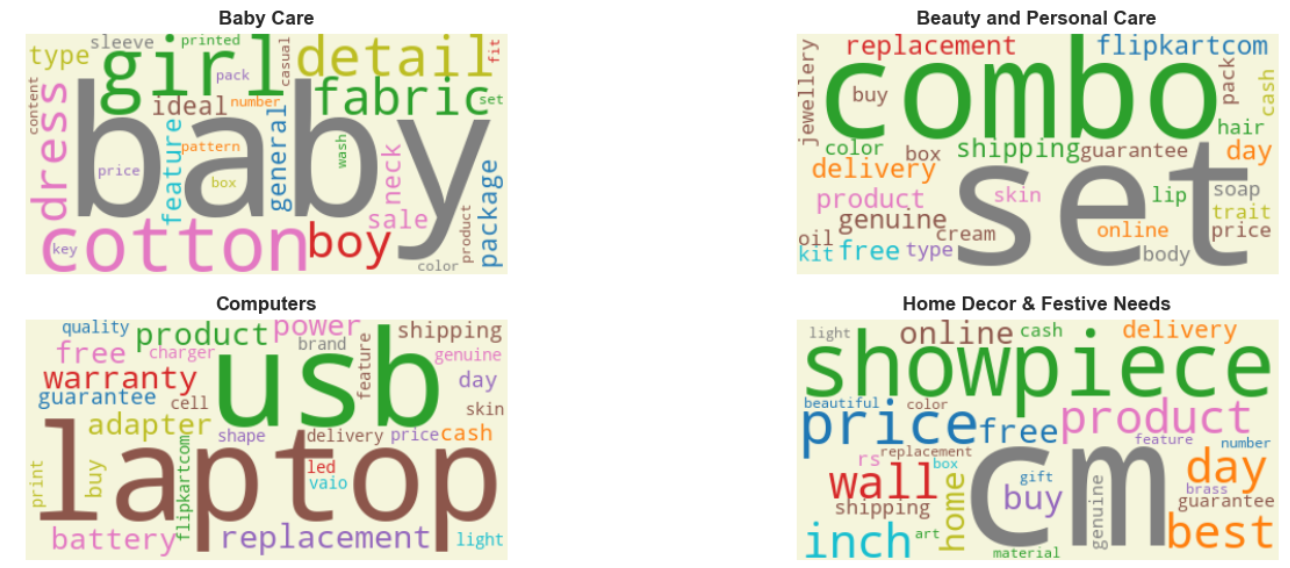 Baby Care
type
sleeve
printed
girl
pack
casual
detail
fit
content
dress
ideal
number
fabric
set
baby
feature
pattern
general
wash
price
box
neck
package
cotton
boy
sale
product
key
color
Beauty and Personal Care
jewellery
replacement
flipkartcom
combo
buy
pack
cash
hair
color
box
shipping
guarantee
day
delivery
set
skin
lip
soap
product
genuine
trait
oil
cream
online
price
kit
free
type
body
Computers
quality
product
power
shipping
free
charger
usb
brand
feature
genuine
warranty
day
guarantee
cell
skin
adapter
shape
delivery
price
cash
laptop
flipkartcom
led
vaio
print
buy
battery
replacement
light
Home Decor & Festive Needs
light
online
cash
delivery
showpiece
beautiful
color
price
free
product
feature
number
replacement
rs
box
cm
gift
day
wall
buy
brass
shipping
home
genuine
guarantee
inch
art
best
material